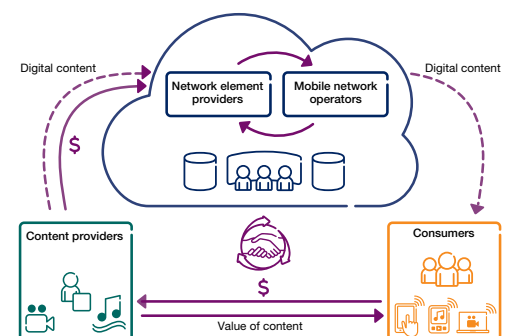 Digital content
Digital content
Network element
providers
Mobile network
operators
$
Content providers
Consumers
$
Value of content